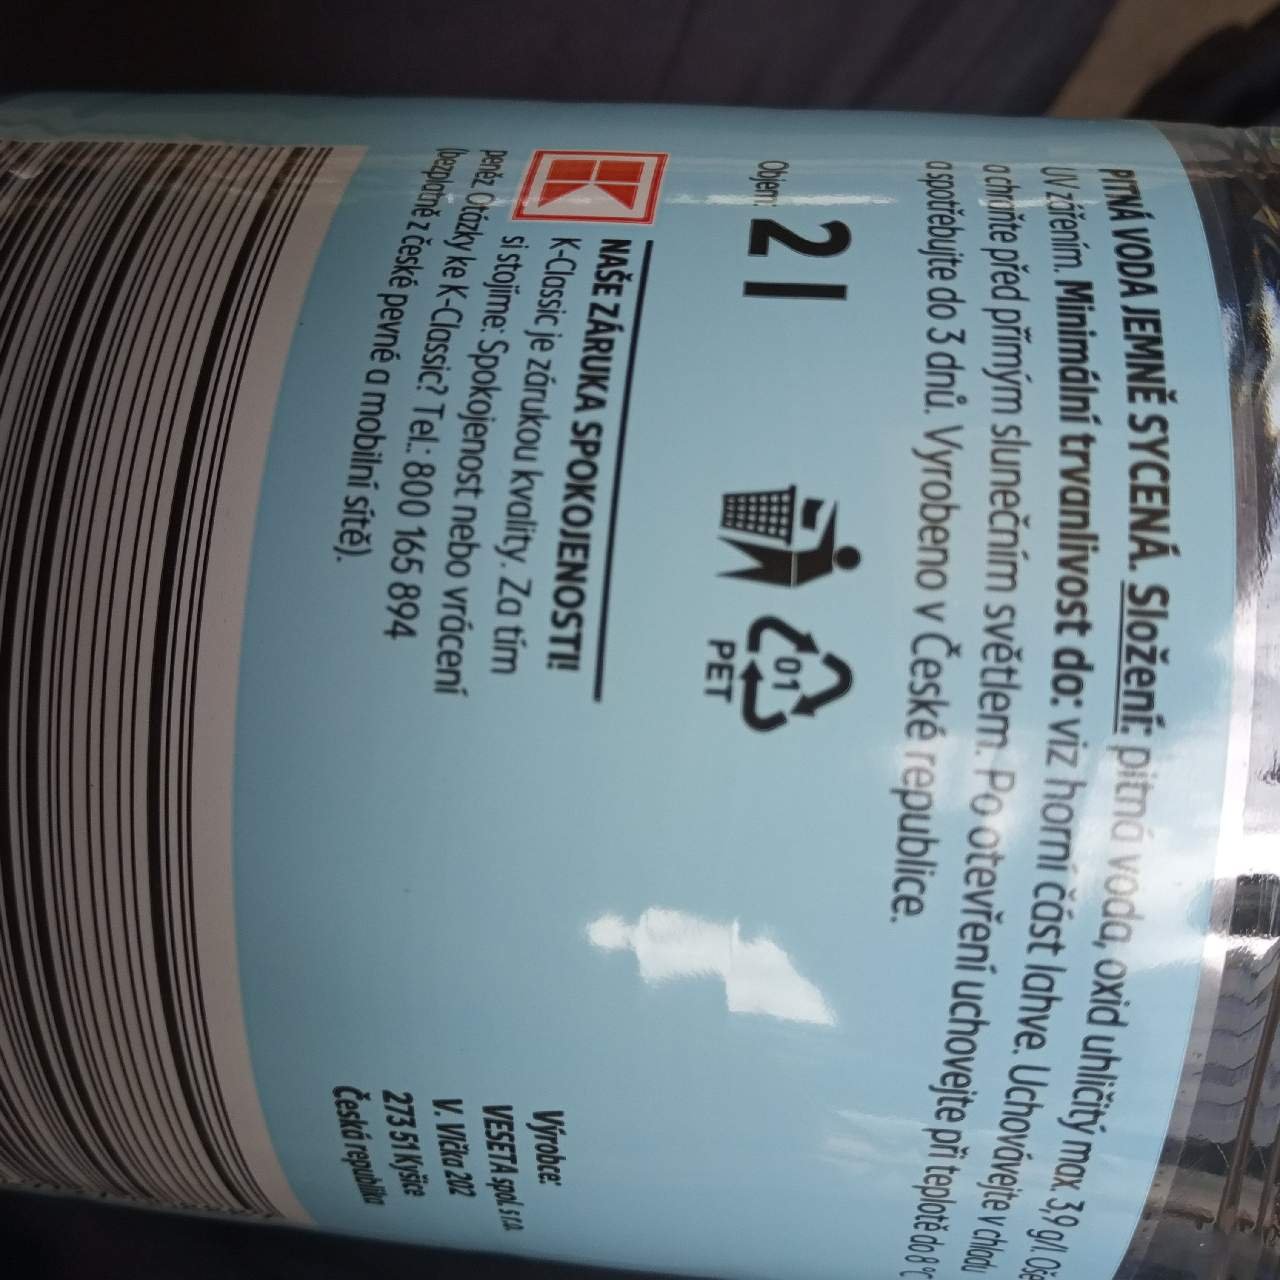 PITNÁ VODA JEMNĚ SYCENÁ. Složení: pitná voda, oxid uhličitý max. 3,9 g/l. Oše
UV zářením. Minimální trvanlivost do: viz horní část lahve. Uchovávejte v chladu
a chraňte před přímým slunečním světlem. Po otevření uchovejte při teplotě do 8 °C
a spotřebujte do 3 dnů. Vyrobeno v České republice.
Objem: 2 l
01
PET
NAŠE ZÁRUKA SPOKOJENOSTI!
K-Classic je zárukou kvality. Za tím
si stojíme: Spokojenost nebo vrácení
peněz. Otázky ke K-Classic? Tel.: 800 165 894
(bezplatně z české pevné a mobilní sítě).
Výrobce:
VESETA spol. s r.o.
V. Vlčka 202
273 51 Kyšice
Česká republika